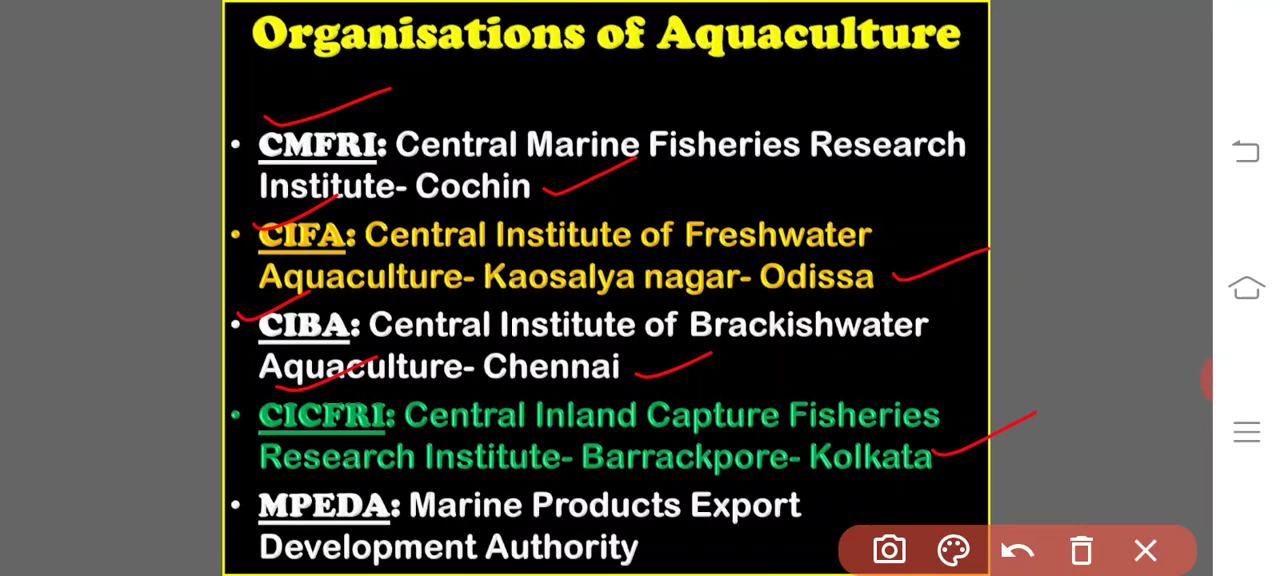 Organisations of Aquaculture
• CMFRI: Central Marine Fisheries Research
Institute- Cochin
• CIFA: Central Institute of Freshwater
Aquaculture- Kaosalya nagar- Odissa
• CIBA: Central Institute of Brackishwater
Aquaculture- Chennai
• CICFRI: Central Inland Capture Fisheries
Research Institute- Barrackpore- Kolkata
• MPEDA: Marine Products Export
Development Authority